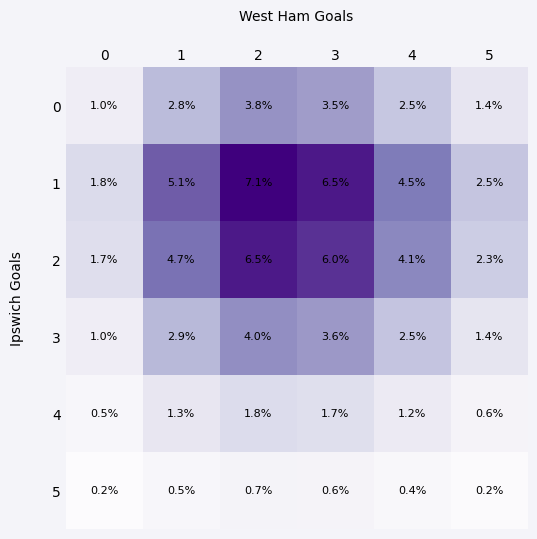 West Ham Goals
0 1 2 3 4 5
Ipswich Goals
0 1.0% 2.8% 3.8% 3.5% 2.5% 1.4%
1 1.8% 5.1% 7.1% 6.5% 4.5% 2.5%
2 1.7% 4.7% 6.5% 6.0% 4.1% 2.3%
3 1.0% 2.9% 4.0% 3.6% 2.5% 1.4%
4 0.5% 1.3% 1.8% 1.7% 1.2% 0.6%
5 0.2% 0.5% 0.7% 0.6% 0.4% 0.2%